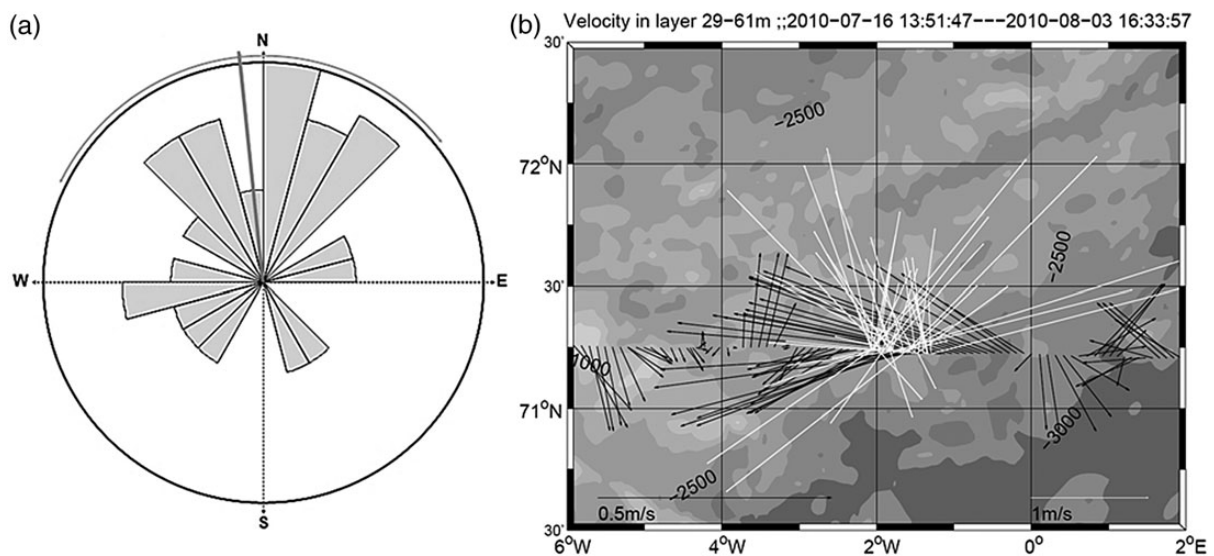 (a)
N
W
E
S
(b)
Velocity in layer 29−61m ;;2010−07−16 13:51:47−−−2010−08−03 16:33:57
30'
72°N
30'
71°N
30'
−2500
−2500
1000
−3000
−2500
0.5m/s
1m/s
6°W
4°W
2°W
0°
2°E